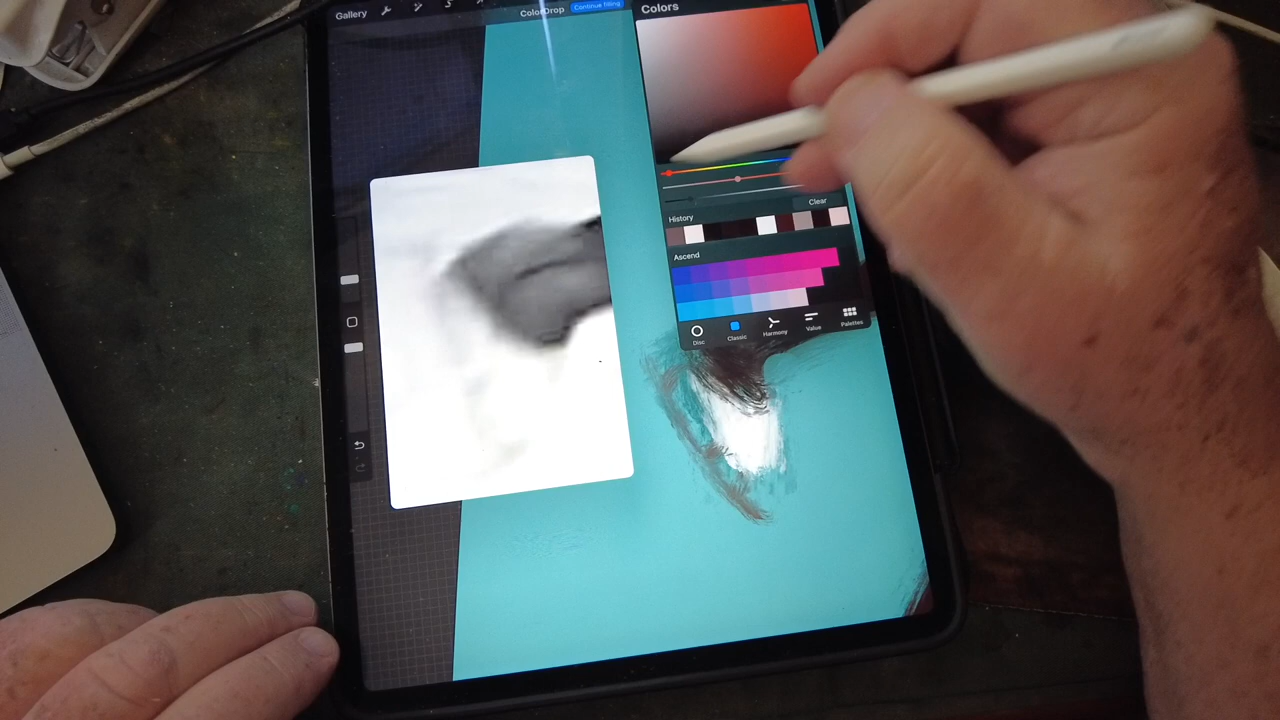 Gallery
ColorDrop
Continue filling
Colors
Clear
History
Ascend
Disc
Classic
Harmony
Value
Palettes